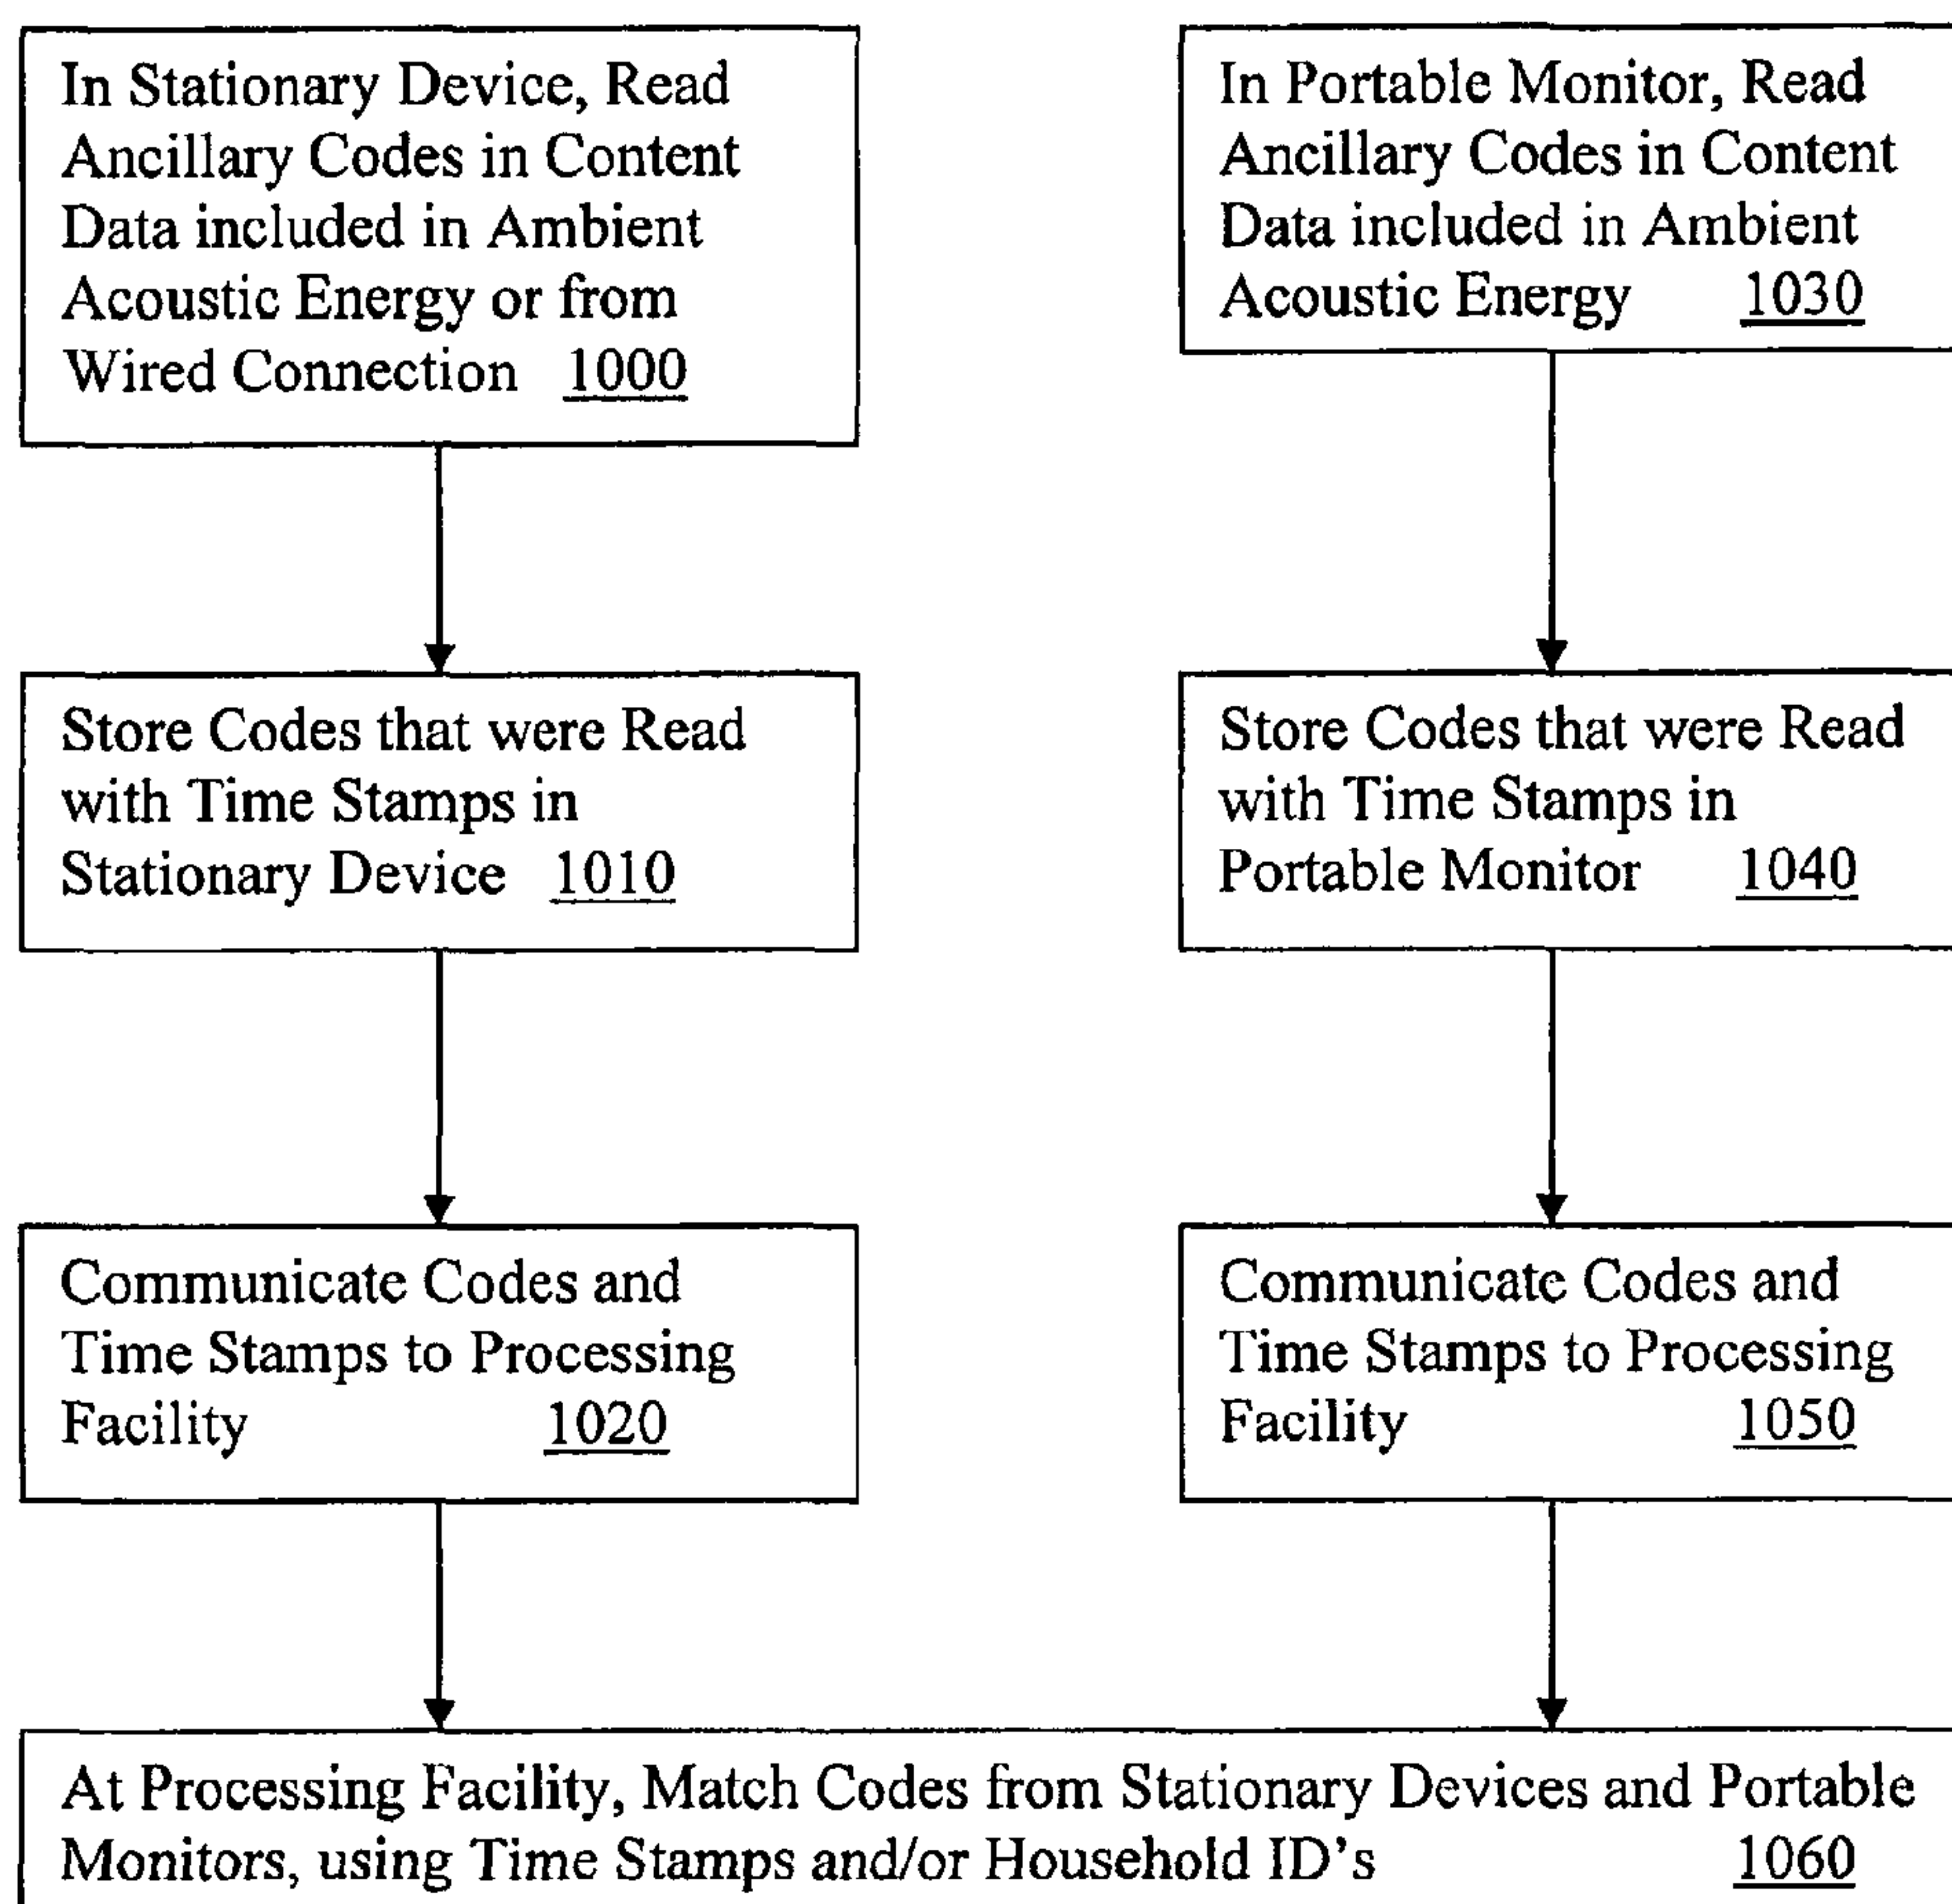 In Stationary Device, Read
Ancillary Codes in Content
Data included in Ambient
Acoustic Energy or from
Wired Connection 1000
Store Codes that were Read
with Time Stamps in
Stationary Device 1010
Communicate Codes and
Time Stamps to Processing
Facility 1020
In Portable Monitor, Read
Ancillary Codes in Content
Data included in Ambient
Acoustic Energy 1030
Store Codes that were Read
with Time Stamps in
Portable Monitor 1040
Communicate Codes and
Time Stamps to Processing
Facility 1050
At Processing Facility, Match Codes from Stationary Devices and Portable
Monitors, using Time Stamps and/or Household ID's 1060